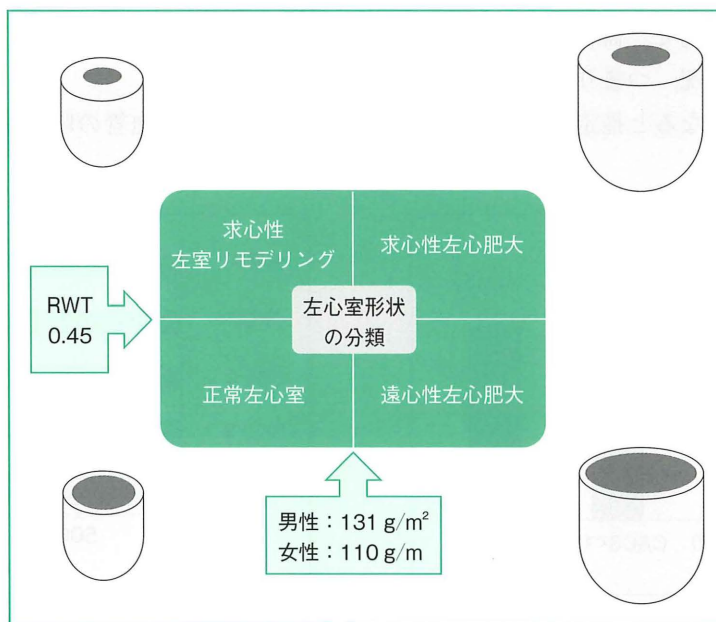 求心性
左室リモデリング
求心性左心肥大
RWT
0.45
左心室形状
の分類
正常左心室
遠心性左心肥大
男性：131 g/m²
女性：110 g/m